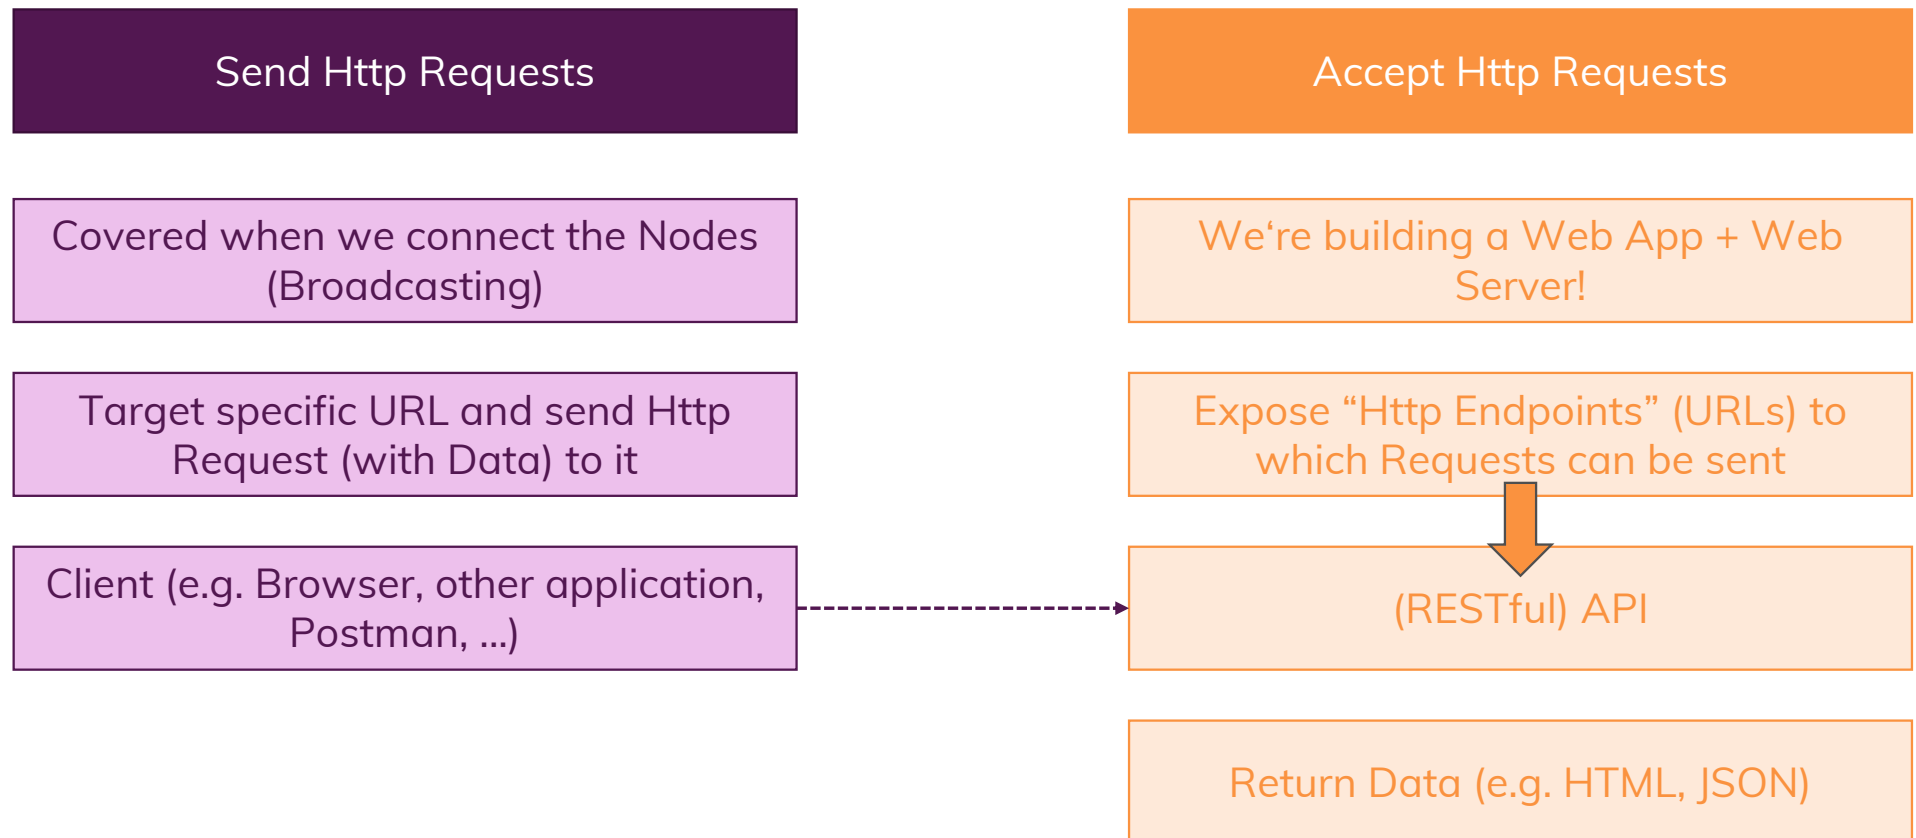 Send Http Requests
Accept Http Requests
Covered when we connect the Nodes
(Broadcasting)
We‘re building a Web App + Web
Server!
Target specific URL and send Http
Request (with Data) to it
Expose “Http Endpoints” (URLs) to
which Requests can be sent
Client (e.g. Browser, other application,
Postman, …)
(RESTful) API
Return Data (e.g. HTML, JSON)